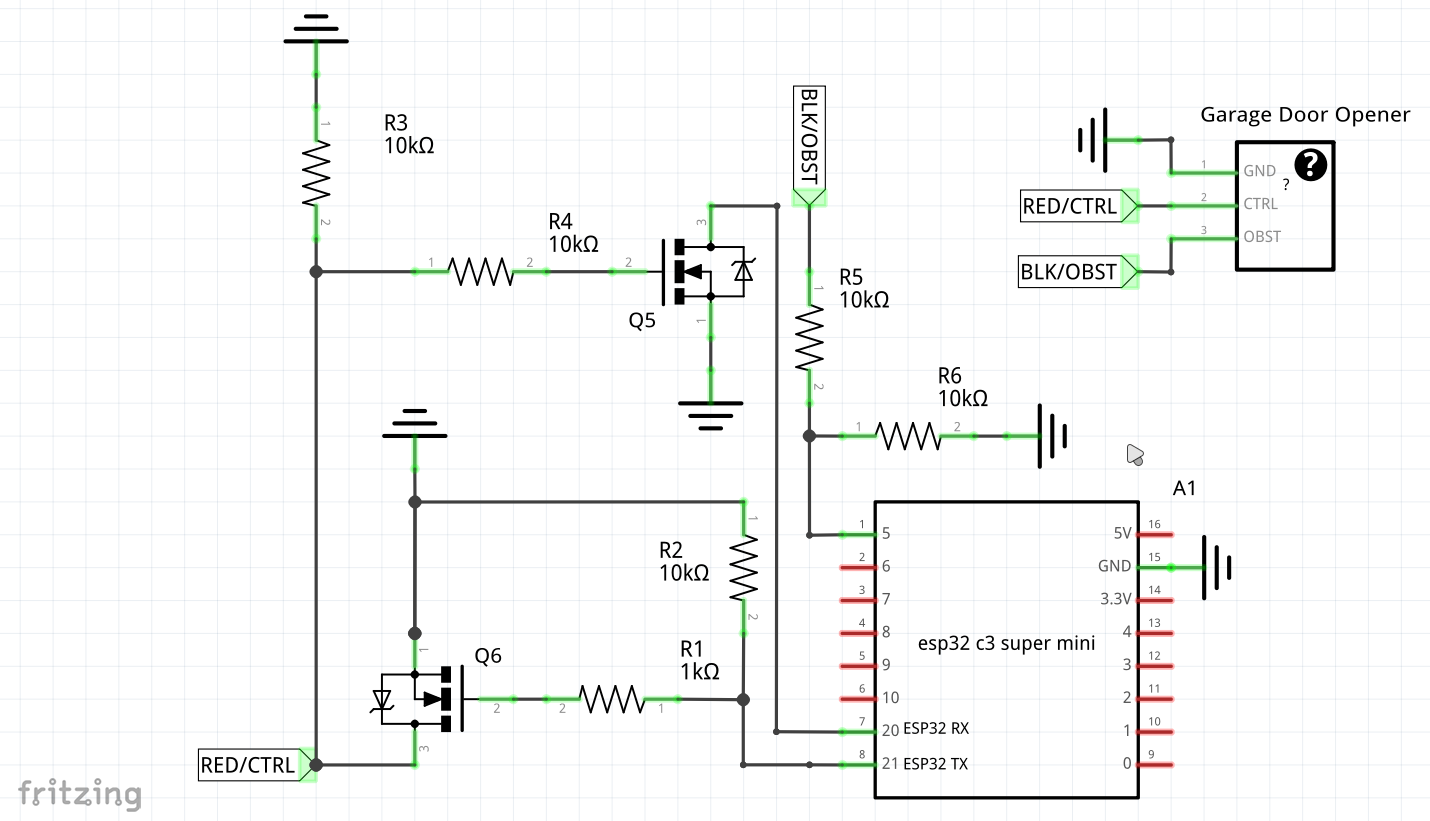 R3
10kΩ
1
2
R4
10kΩ
1
2
2
3
1
Q5
BLK/OBST
R5
10kΩ
1
2
R6
10kΩ
1
2
Garage Door Opener
?
?
1
GND
2
CTRL
3
OBST
RED/CTRL
BLK/OBST
R2
10kΩ
1
2
R1
1kΩ
2
1
Q6
1
2
3
RED/CTRL
A1
esp32 c3 super mini
1 5
2 6
3 7
4 8
5 9
6 10
7 20 ESP32 RX
8 21 ESP32 TX
5V 16
GND 15
3.3V 14
4 13
3 12
2 11
1 10
0 9
fritzing